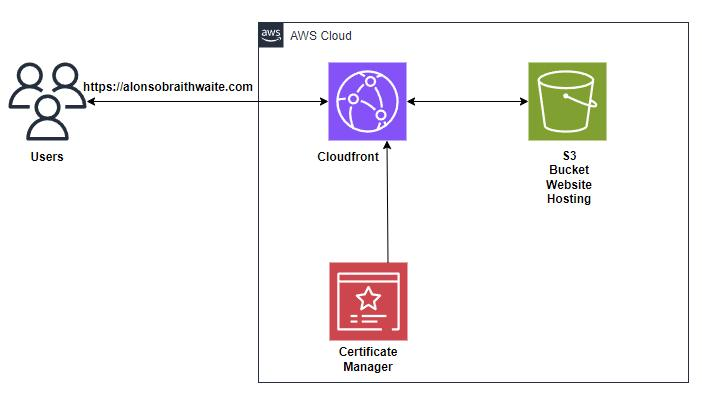 aws
AWS Cloud
https://alonsobraithwaite.com
Users
Cloudfront
S3
Bucket
Website
Hosting
Certificate
Manager